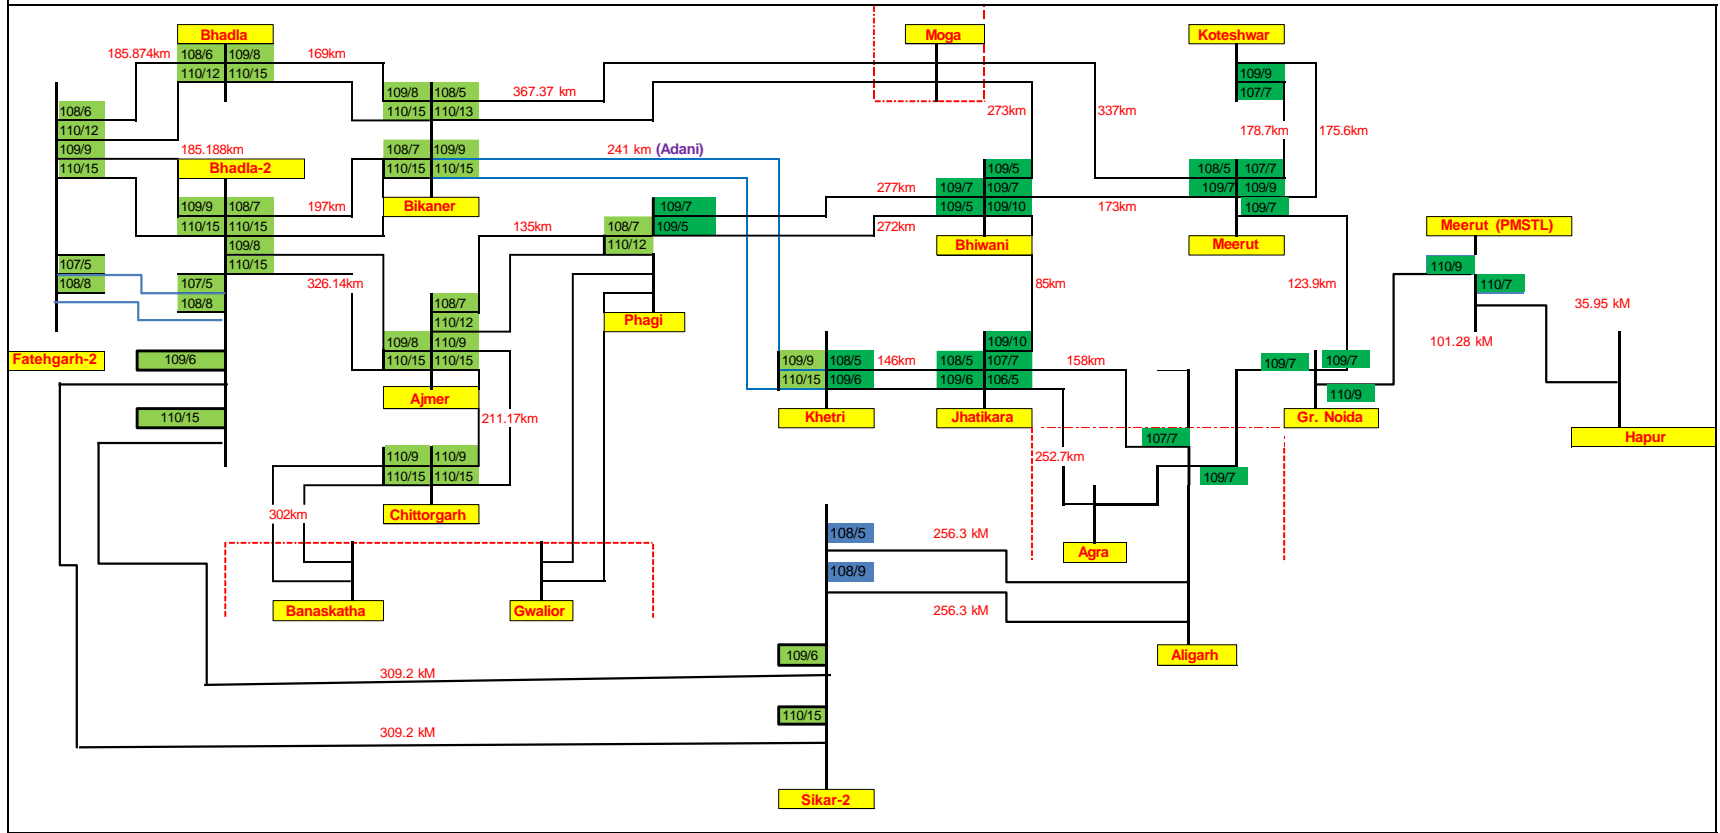 Bhadla
Moga
Koteshwar
185.874km
108/6 109/8
169km
110/12 110/15
109/9
107/7
109/8 108/5
367.37 km
110/15 110/13
108/6
110/12
109/9
110/15
273km
337km
178.7km
175.6km
185.188km
Bhadla-2
108/7 109/9
110/15 110/15
241 km (Adani)
109/5
108/5 107/7
109/7 109/9
109/7
Bikaner
277km
109/7 109/7
109/5 109/10
173km
109/9 108/7
110/15 110/15
197km
109/7
109/5
135km
108/7
110/12
272km
Bhiwani
Meerut
Meerut (PMSTL)
109/8
110/15
107/5
108/8
107/5
108/8
326.14km
85km
123.9km
110/9
110/7
35.95 kM
108/7
110/12
Phagi
101.28 kM
Fatehgarh-2
109/6
109/8 110/9
110/15 110/15
109/9 108/5
110/15 109/6
146km
109/10
108/5 107/7
109/6 106/5
158km
109/7
109/7
110/9
Ajmer
110/15
211.17km
Khetri
Jhatikara
Gr. Noida
Hapur
107/7
110/9 110/9
110/15 110/15
252.7km
109/7
302km
Chittorgarh
108/5
256.3 kM
Agra
108/9
Banaskatha
Gwalior
256.3 kM
109/6
Aligarh
309.2 kM
110/15
309.2 kM
Sikar-2